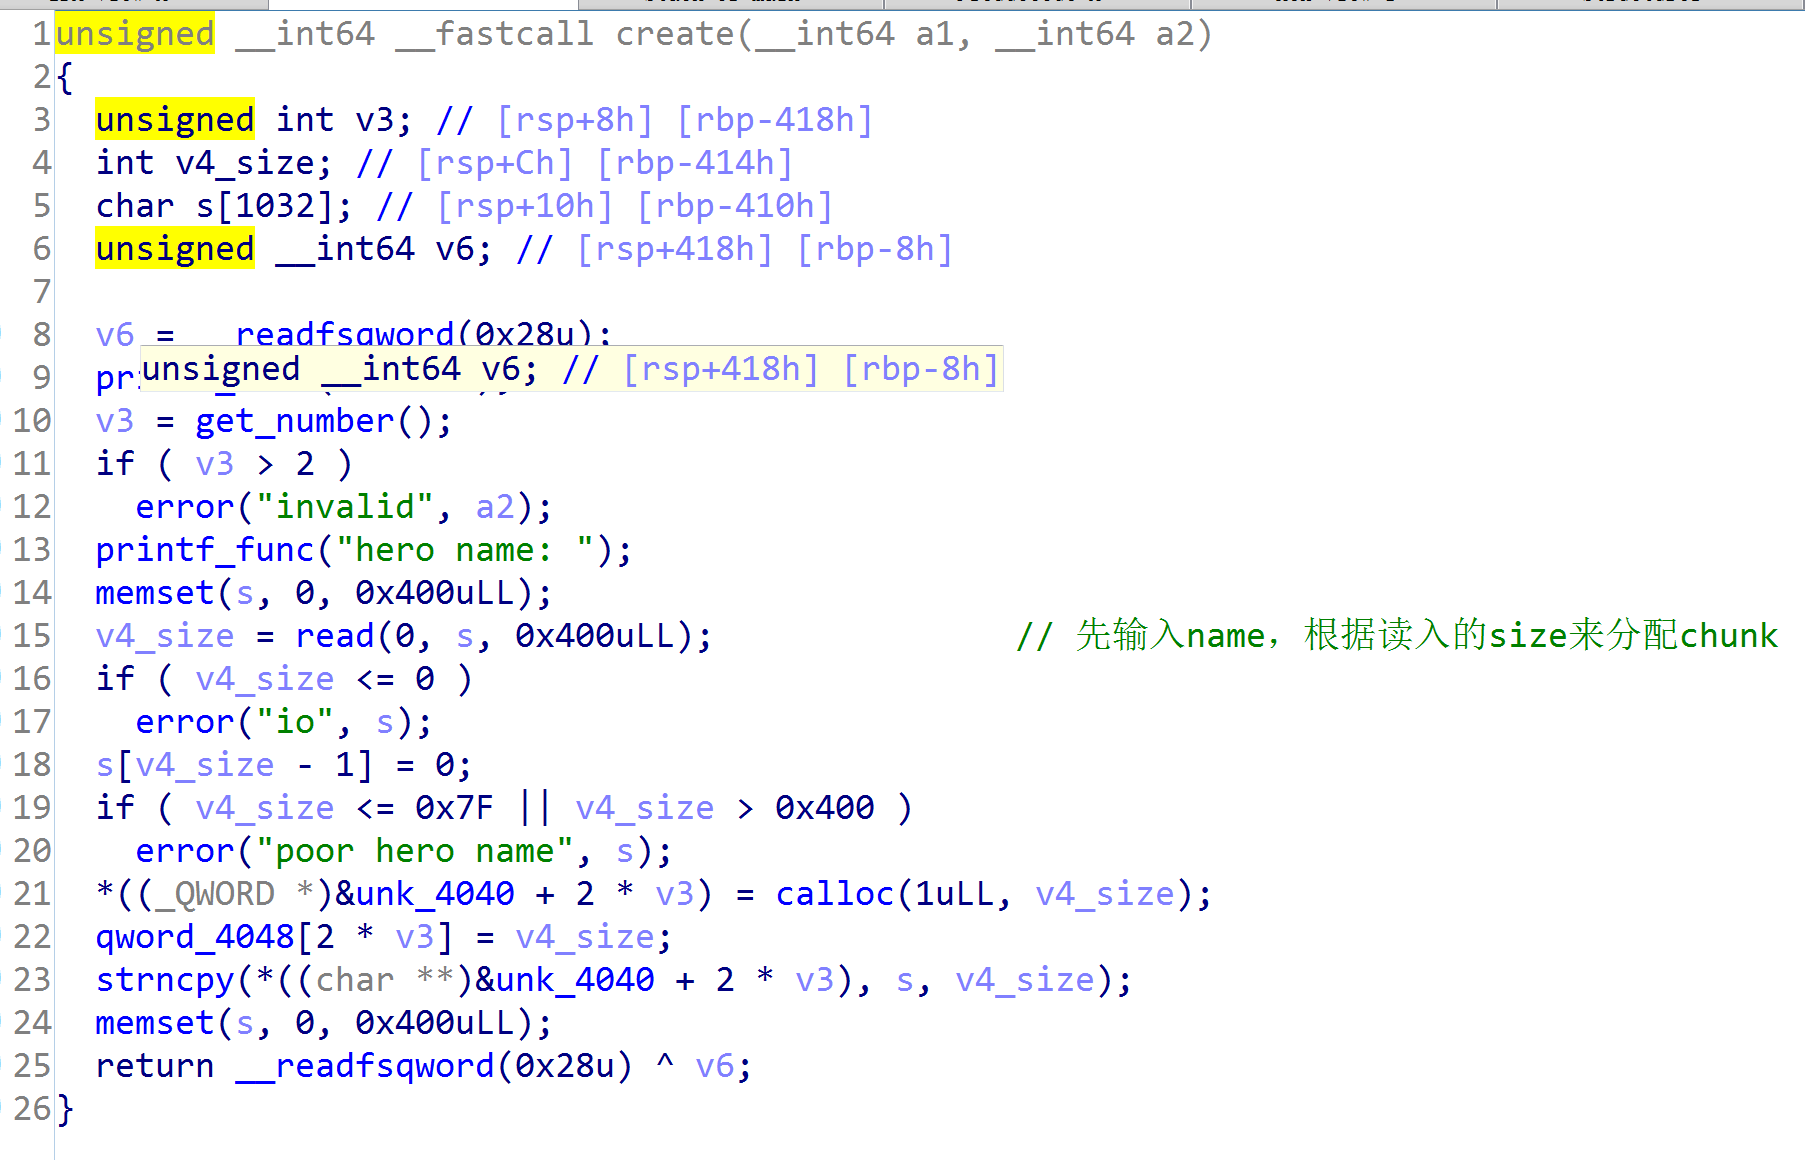 1 unsigned __int64 __fastcall create(__int64 a1, __int64 a2)
2 {
3 unsigned int v3; // [rsp+8h] [rbp-418h]
4 int v4_size; // [rsp+Ch] [rbp-414h]
5 char s[1032]; // [rsp+10h] [rbp-410h]
6 unsigned __int64 v6; // [rsp+418h] [rbp-8h]
7
8 v6 = __readfsqword(0x28u);
9 pri
unsigned __int64 v6; // [rsp+418h] [rbp-8h]
10 v3 = get_number();
11 if ( v3 > 2 )
12 error("invalid", a2);
13 printf_func("hero name: ");
14 memset(s, 0, 0x400uLL);
15 v4_size = read(0, s, 0x400uLL); // 先输入name，根据读入的size来分配chunk
16 if ( v4_size <= 0 )
17 error("io", s);
18 s[v4_size - 1] = 0;
19 if ( v4_size <= 0x7F || v4_size > 0x400 )
20 error("poor hero name", s);
21 *((_QWORD *)&unk_4040 + 2 * v3) = calloc(1uLL, v4_size);
22 qword_4048[2 * v3] = v4_size;
23 strncpy(*((char **)&unk_4040 + 2 * v3), s, v4_size);
24 memset(s, 0, 0x400uLL);
25 return __readfsqword(0x28u) ^ v6;
26 }